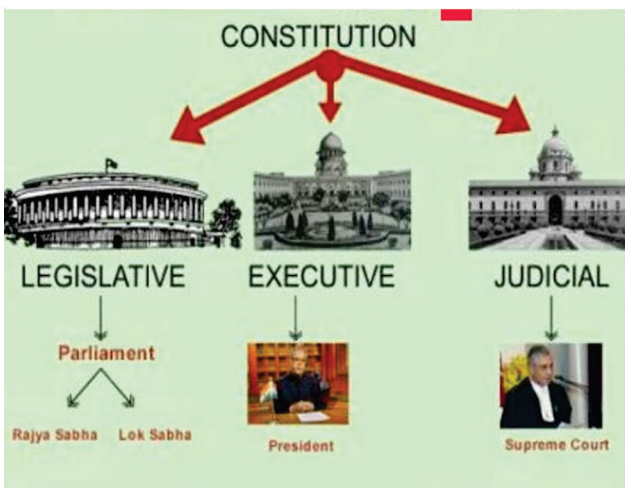 CONSTITUTION
LEGISLATIVE
EXECUTIVE
JUDICIAL
Parliament
Rajya Sabha
Lok Sabha
President
Supreme Court